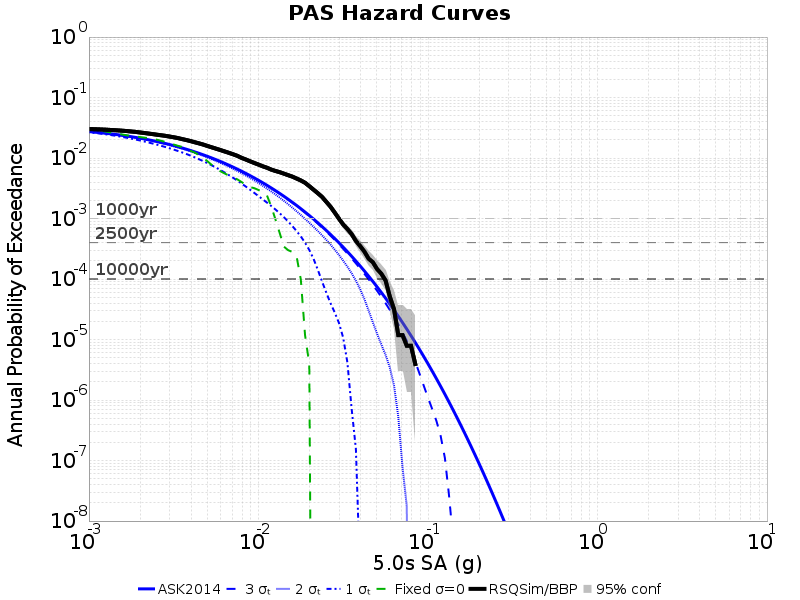 PAS Hazard Curves
Annual Probability of Exceedance
10^0
10^-1
10^-2
10^-3
10^-4
10^-5
10^-6
10^-7
10^-8
1000yr
2500yr
10000yr
10^-3 10^-2 10^-1 10^0 10^1
5.0s SA (g)
ASK2014 3 σₜ 2 σₜ 1 σₜ Fixed σ=0 RSQSim/BBP 95% conf